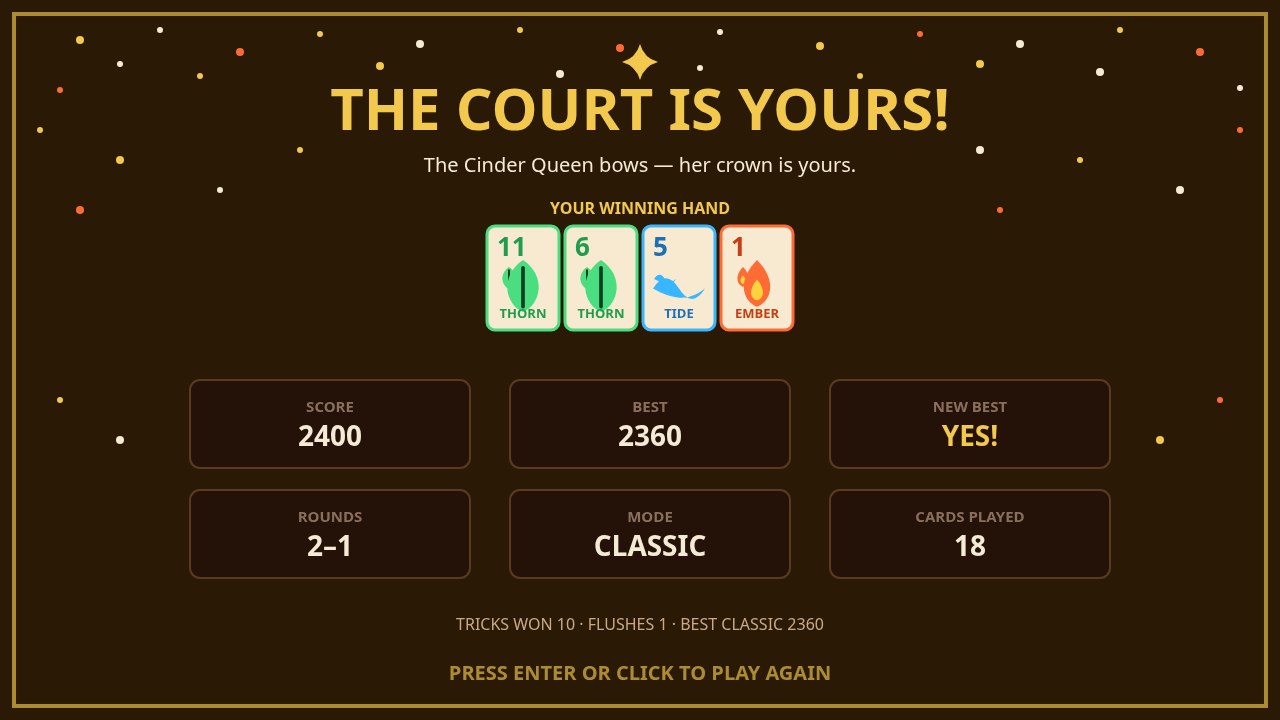 THE COURT IS YOURS!
The Cinder Queen bows — her crown is yours.
YOUR WINNING HAND
11 6 5 1
THORN THORN TIDE EMBER
SCORE BEST NEW BEST
2400 2360 YES!
ROUNDS MODE CARDS PLAYED
2–1 CLASSIC 18
TRICKS WON 10 · FLUSHES 1 · BEST CLASSIC 2360
PRESS ENTER OR CLICK TO PLAY AGAIN